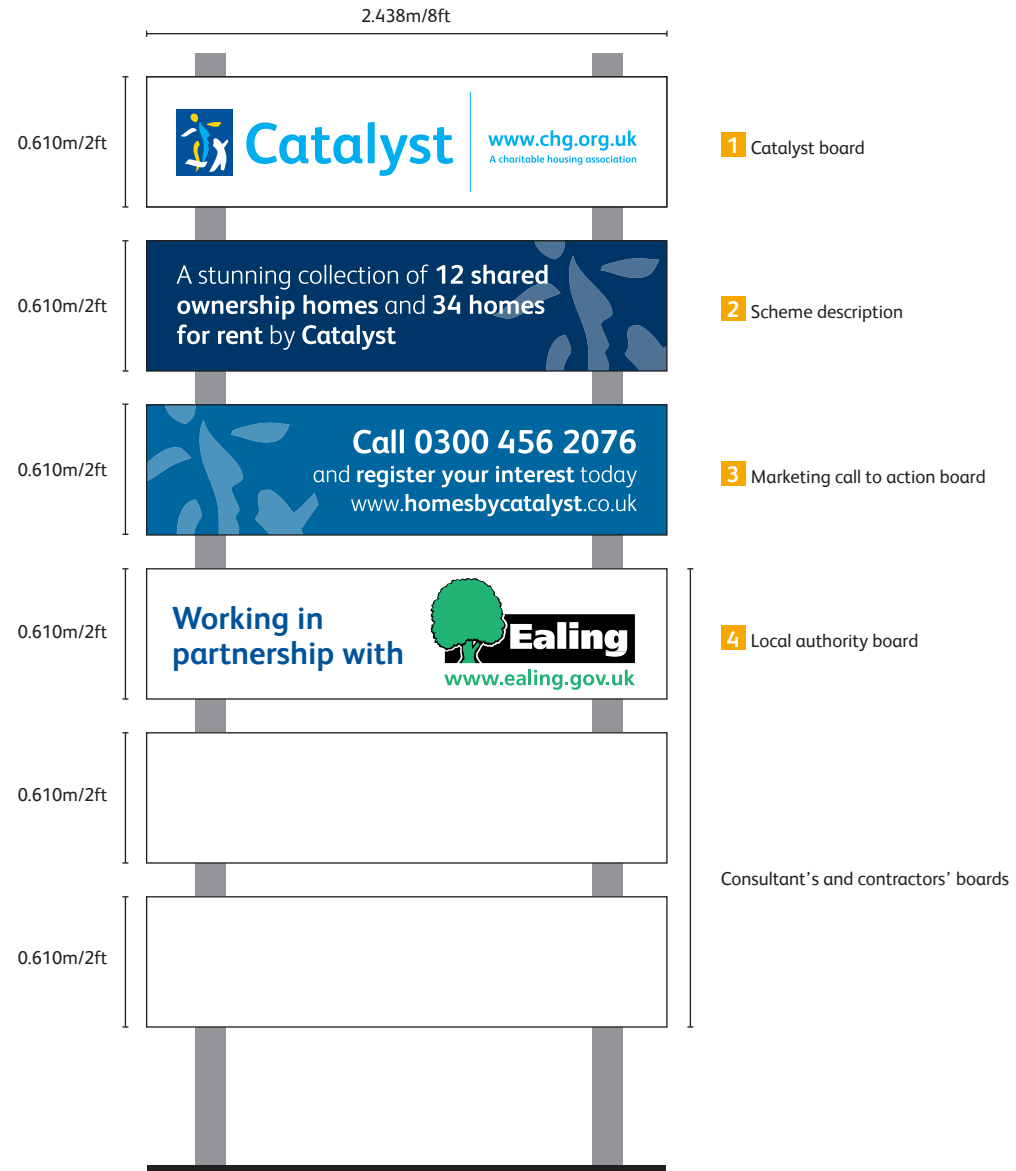 2.438m/8ft
0.610m/2ft
Catalyst
www.chg.org.uk
A charitable housing association
1 Catalyst board
0.610m/2ft
A stunning collection of 12 shared
ownership homes and 34 homes
for rent by Catalyst
2 Scheme description
0.610m/2ft
Call 0300 456 2076
and register your interest today
www.homesbycatalyst.co.uk
3 Marketing call to action board
0.610m/2ft
Working in
partnership with
Ealing
www.ealing.gov.uk
4 Local authority board
0.610m/2ft
Consultant's and contractors' boards
0.610m/2ft